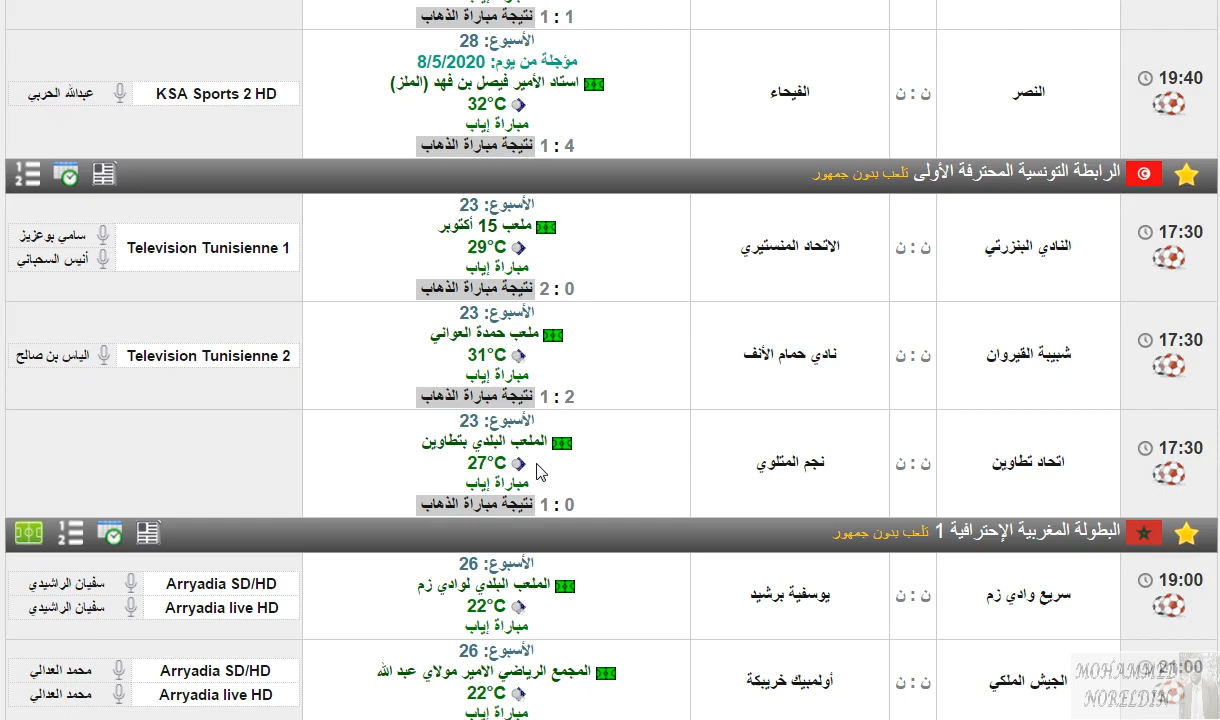 1 : 1 نتيجة مباراة الذهاب
19:40
النصر
ن : ن
الفيحاء
الأسبوع: 28
مؤجلة من يوم: 8/5/2020
استاد الأمير فيصل بن فهد (الملز)
32°C
مباراة إياب
4 : 1 نتيجة مباراة الذهاب
KSA Sports 2 HD
عبدالله الحربي
الرابطة التونسية المحترفة الأولى تلعب بدون جمهور
17:30
النادي البنزرتي
ن : ن
الاتحاد المنستيري
الأسبوع: 23
ملعب 15 أكتوبر
29°C
مباراة إياب
0 : 2 نتيجة مباراة الذهاب
Television Tunisienne 1
سامي بوعزيز
أنيس السحباني
17:30
شبيبة القيروان
ن : ن
نادي حمام الأنف
الأسبوع: 23
ملعب حمدة العواني
31°C
مباراة إياب
2 : 1 نتيجة مباراة الذهاب
Television Tunisienne 2
الياس بن صالح
17:30
اتحاد تطاوين
ن : ن
نجم المتلوي
الأسبوع: 23
الملعب البلدي بتطاوين
27°C
مباراة إياب
0 : 1 نتيجة مباراة الذهاب
البطولة المغربية الإحترافية 1 تلعب بدون جمهور
19:00
سريع وادي زم
ن : ن
يوسفية برشيد
الأسبوع: 26
الملعب البلدي لوادي زم
22°C
مباراة إياب
Arryadia SD/HD
سفيان الراشيدي
Arryadia live HD
سفيان الراشيدي
21:00
الجيش الملكي
ن : ن
أولمبيك خريبكة
الأسبوع: 26
المجمع الرياضي الامير مولاي عبد الله
22°C
مباراة إياب
Arryadia SD/HD
محمد العدالي
Arryadia live HD
محمد العدالي
MOHAMMED
NORELDIN